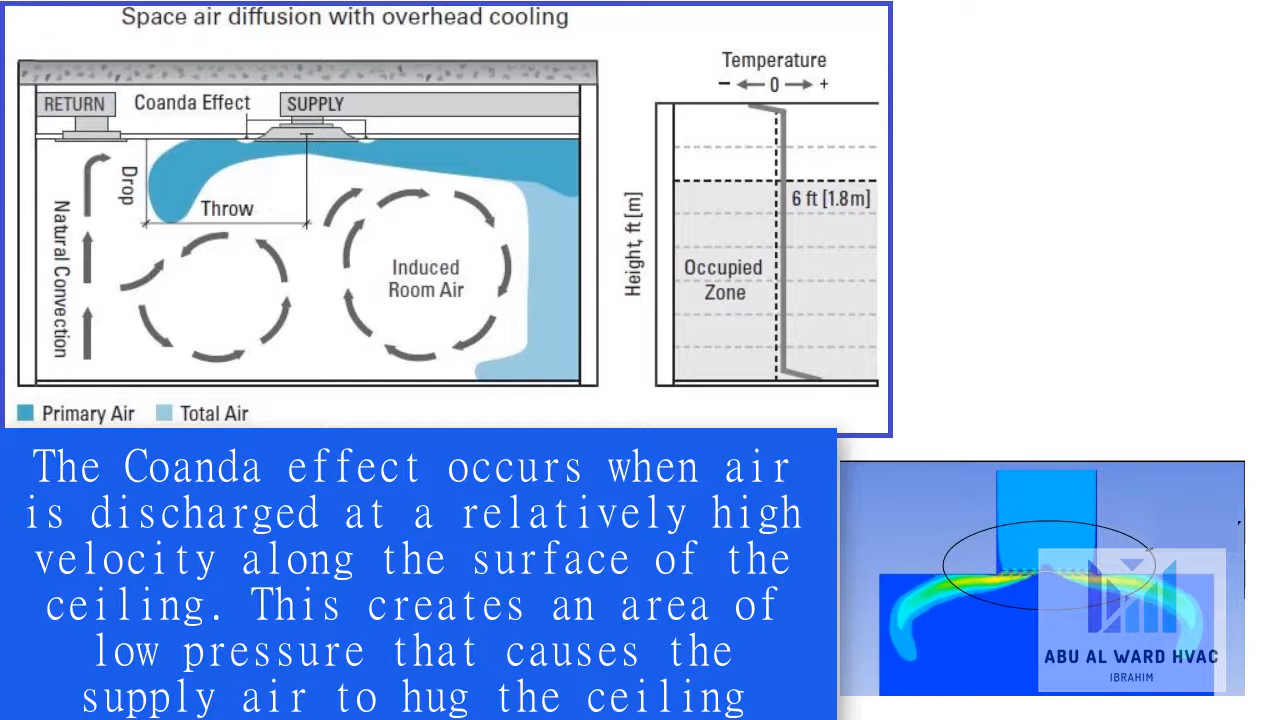 Space air diffusion with overhead cooling
Temperature
− 0 +
RETURN
Coanda Effect
SUPPLY
Drop
Throw
Natural Convection
Induced
Room Air
Height, ft [m]
6 ft [1.8m]
Occupied
Zone
Primary Air
Total Air
The Coanda effect occurs when air
is discharged at a relatively high
velocity along the surface of the
ceiling. This creates an area of
low pressure that causes the
supply air to hug the ceiling
ABU AL WARD HVAC
IBRAHIM